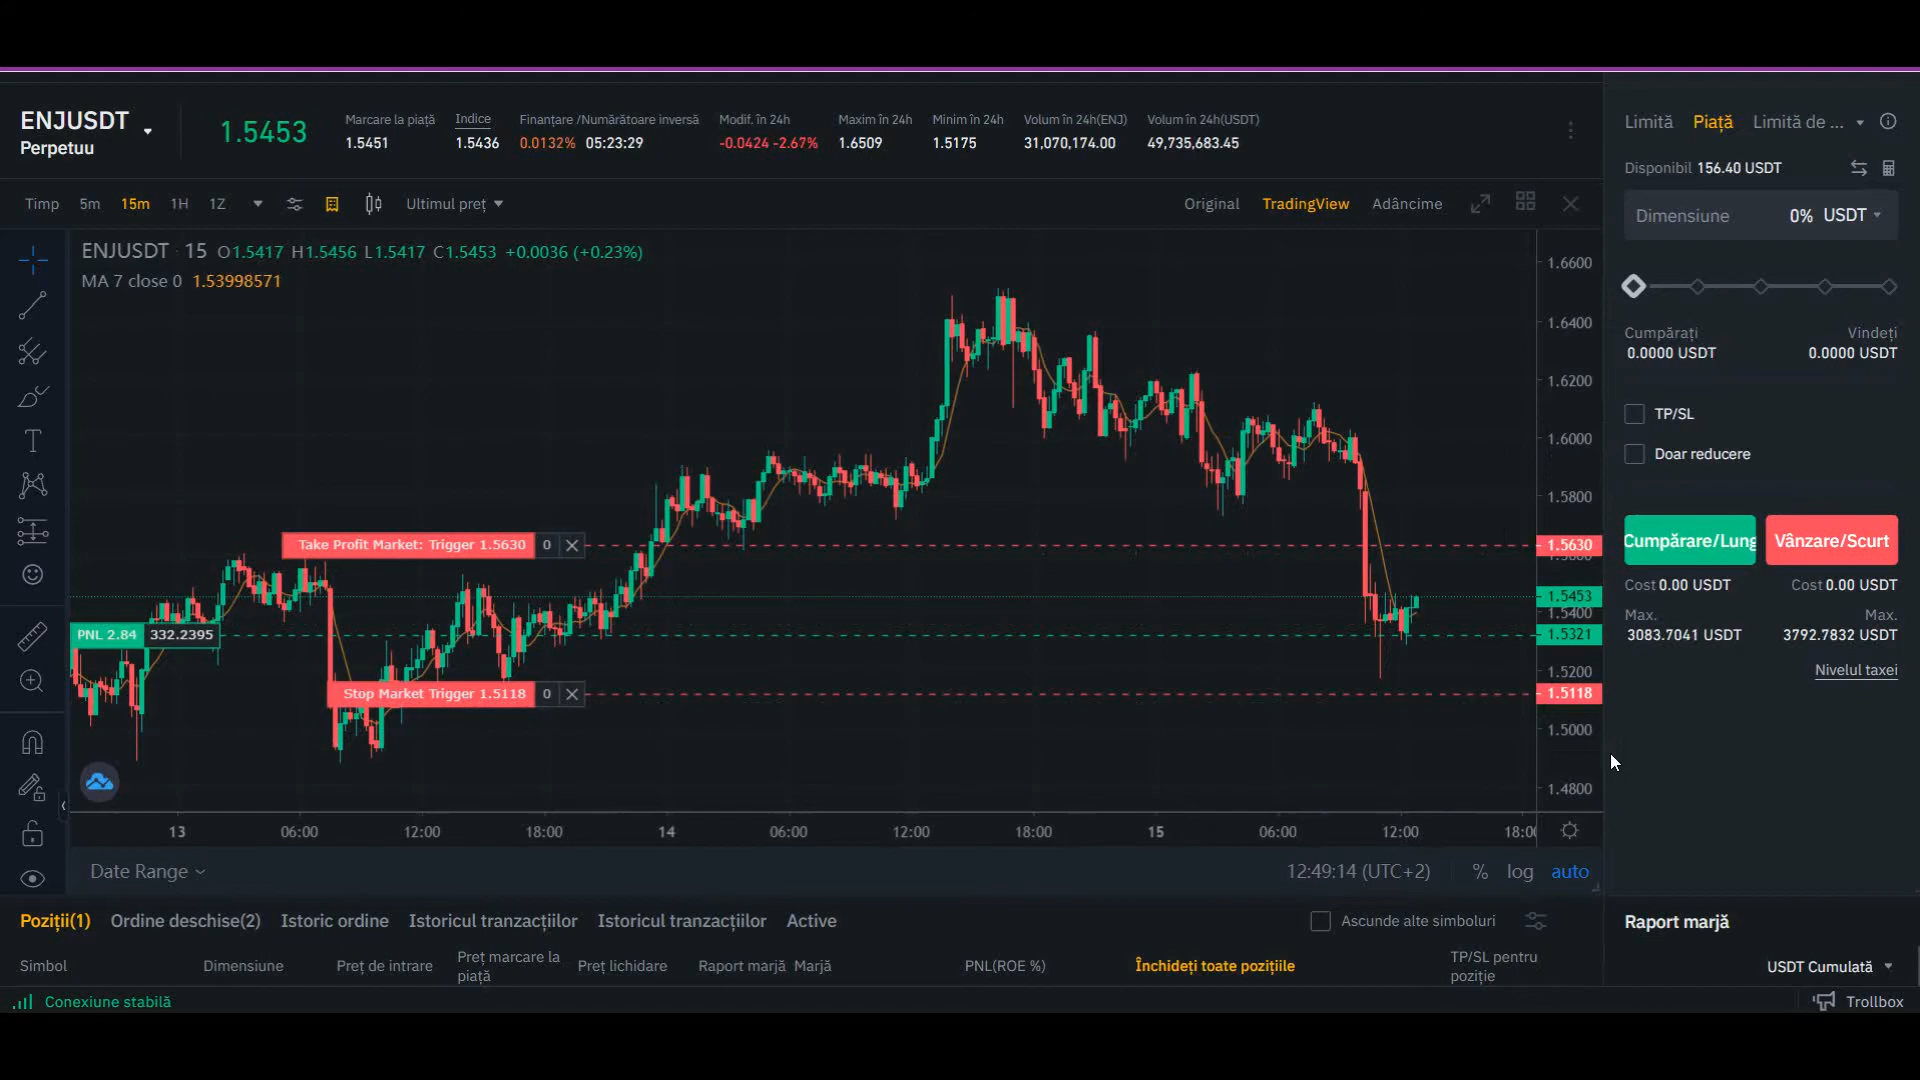 ENJUSDT
Perpetuu
1.5453
Marcare la piață
1.5451
Indice
1.5436
Finanțare /Numărătoare inversă
0.0132% 05:23:29
Modif. în 24h
-0.0424 -2.67%
Maxim în 24h
1.6509
Minim în 24h
1.5175
Volum în 24h(ENJ)
31,070,174.00
Volum în 24h(USDT)
49,735,683.45
Timp 5m 15m 1H 1Z Ultimul preț Original TradingView Adâncime
ENJUSDT · 15 O1.5417 H1.5456 L1.5417 C1.5453 +0.0036 (+0.23%)
MA 7 close 0 1.53998571
1.6600
1.6400
1.6200
1.6000
1.5800
Take Profit Market: Trigger 1.5630 0
1.5630
1.5453
1.5400
PNL 2.84 332.2395
1.5321
1.5200
Stop Market Trigger 1.5118 0
1.5118
1.5000
1.4800
13 06:00 12:00 18:00 14 06:00 12:00 18:00 15 06:00 12:00
Date Range
12:49:14 (UTC+2) % log auto
Limită Piață Limită de ...
Disponibil 156.40 USDT
Dimensiune 0% USDT
Cumpărați Vindeți
0.0000 USDT 0.0000 USDT
TP/SL
Doar reducere
Cumpărare/Lung Vânzare/Scurt
Cost 0.00 USDT Cost 0.00 USDT
Max. Max.
3083.7041 USDT 3792.7832 USDT
Nivelul taxei
Poziții(1) Ordine deschise(2) Istoric ordine Istoricul tranzacțiilor Istoricul tranzacțiilor Active
Ascunde alte simboluri
Raport marjă
Simbol Dimensiune Preț de intrare Preț marcare la piață Preț lichidare Raport marjă Marjă PNL(ROE %) Închideți toate pozițiile TP/SL pentru poziție
USDT Cumulată
Conexiune stabilă
Trollbox